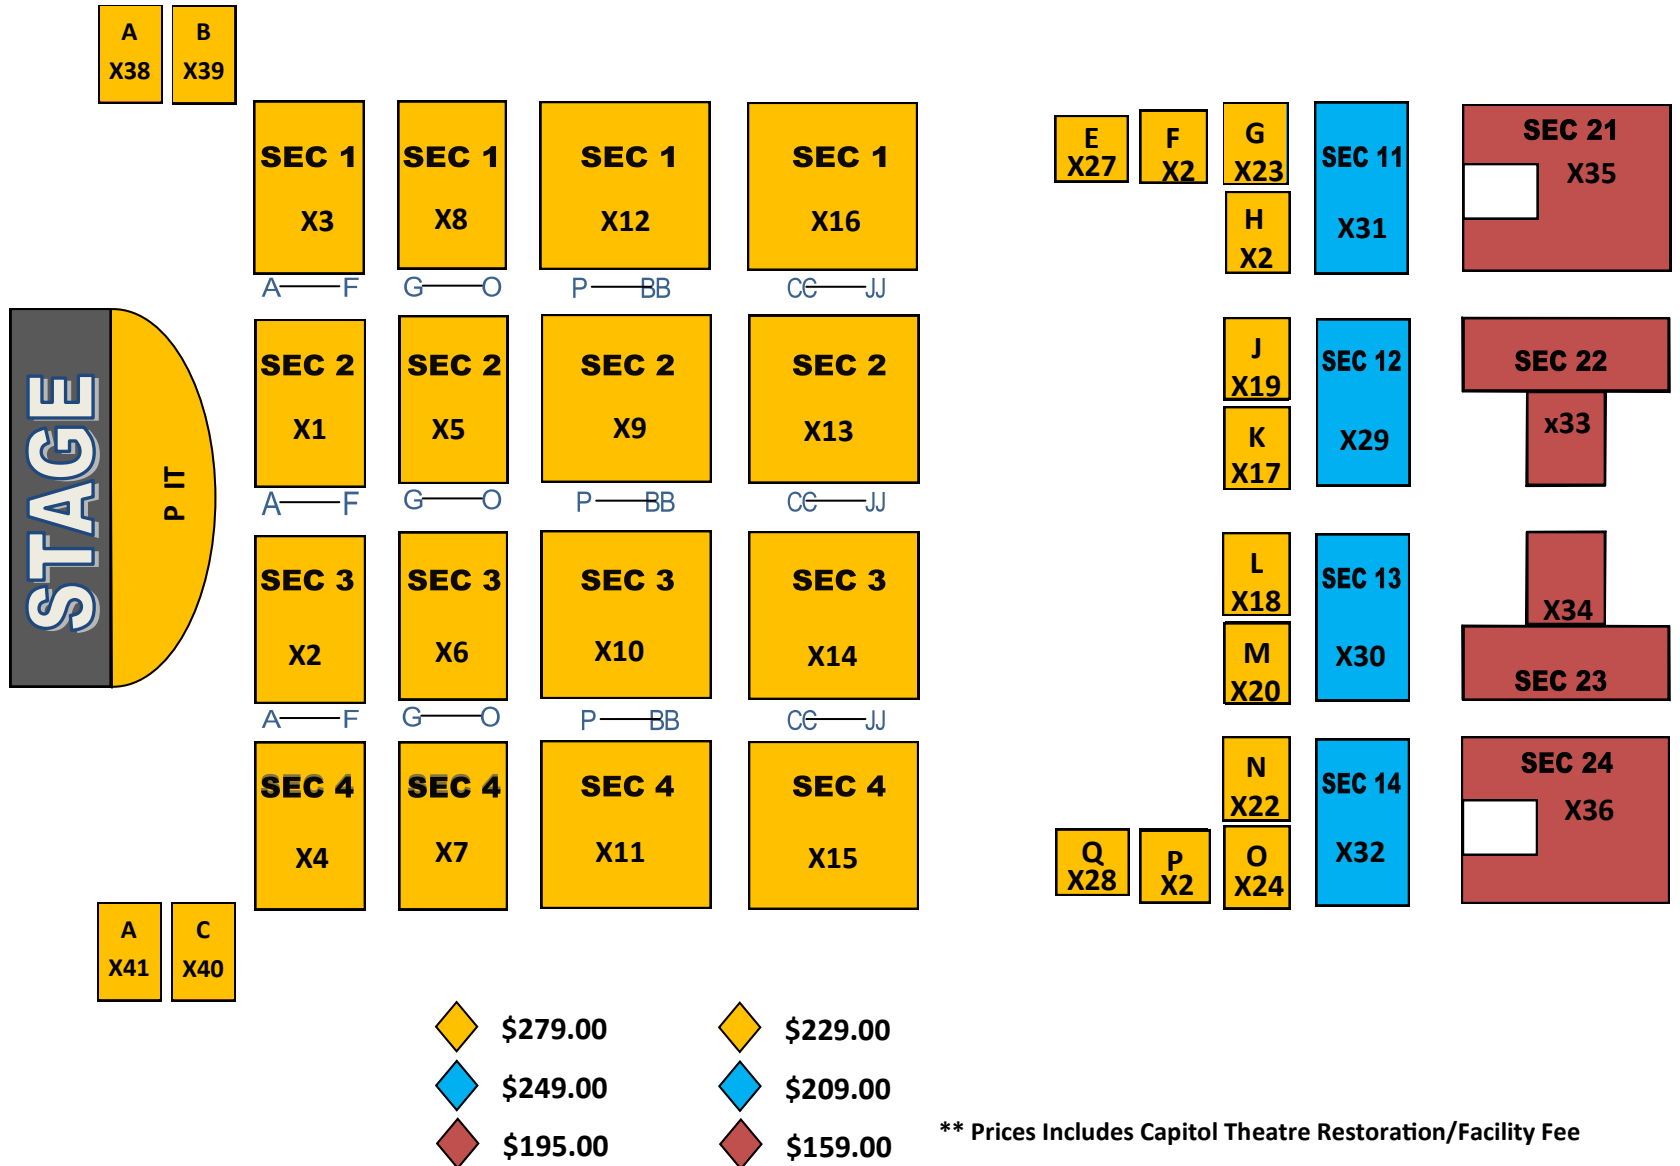 A B
X38 X39
SEC 1 SEC 1 SEC 1 SEC 1
X3 X8 X12 X16
A F G O P BB CC JJ
E F G SEC 11 SEC 21
X27 X2 X23 X35
H X31
X2
STAGE
P IT
SEC 2 SEC 2 SEC 2 SEC 2
X1 X5 X9 X13
A F G O P BB CC JJ
J SEC 12 SEC 22
X19
K X29 x33
X17
SEC 3 SEC 3 SEC 3 SEC 3
X2 X6 X10 X14
A F G O P BB CC JJ
L SEC 13
X18 X34
M X30
X20 SEC 23
SEC 4 SEC 4 SEC 4 SEC 4
X4 X7 X11 X15
N SEC 14 SEC 24
X22 X36
Q P O X32
X28 X2 X24
A C
X41 X40
$279.00 $229.00
$249.00 $209.00
$195.00 $159.00
** Prices Includes Capitol Theatre Restoration/Facility Fee